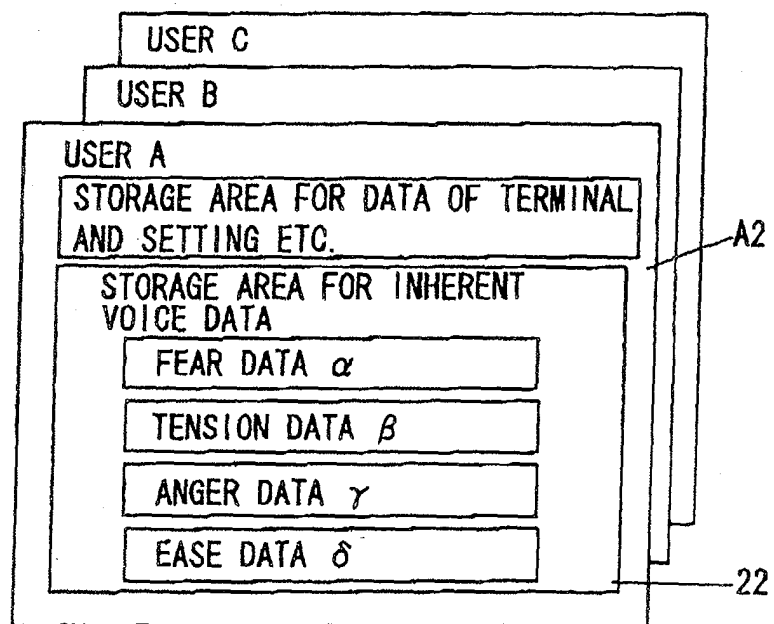 USER C
USER B
USER A
STORAGE AREA FOR DATA OF TERMINAL
AND SETTING ETC.
A2
STORAGE AREA FOR INHERENT
VOICE DATA
FEAR DATA α
TENSION DATA β
ANGER DATA γ
EASE DATA δ
22